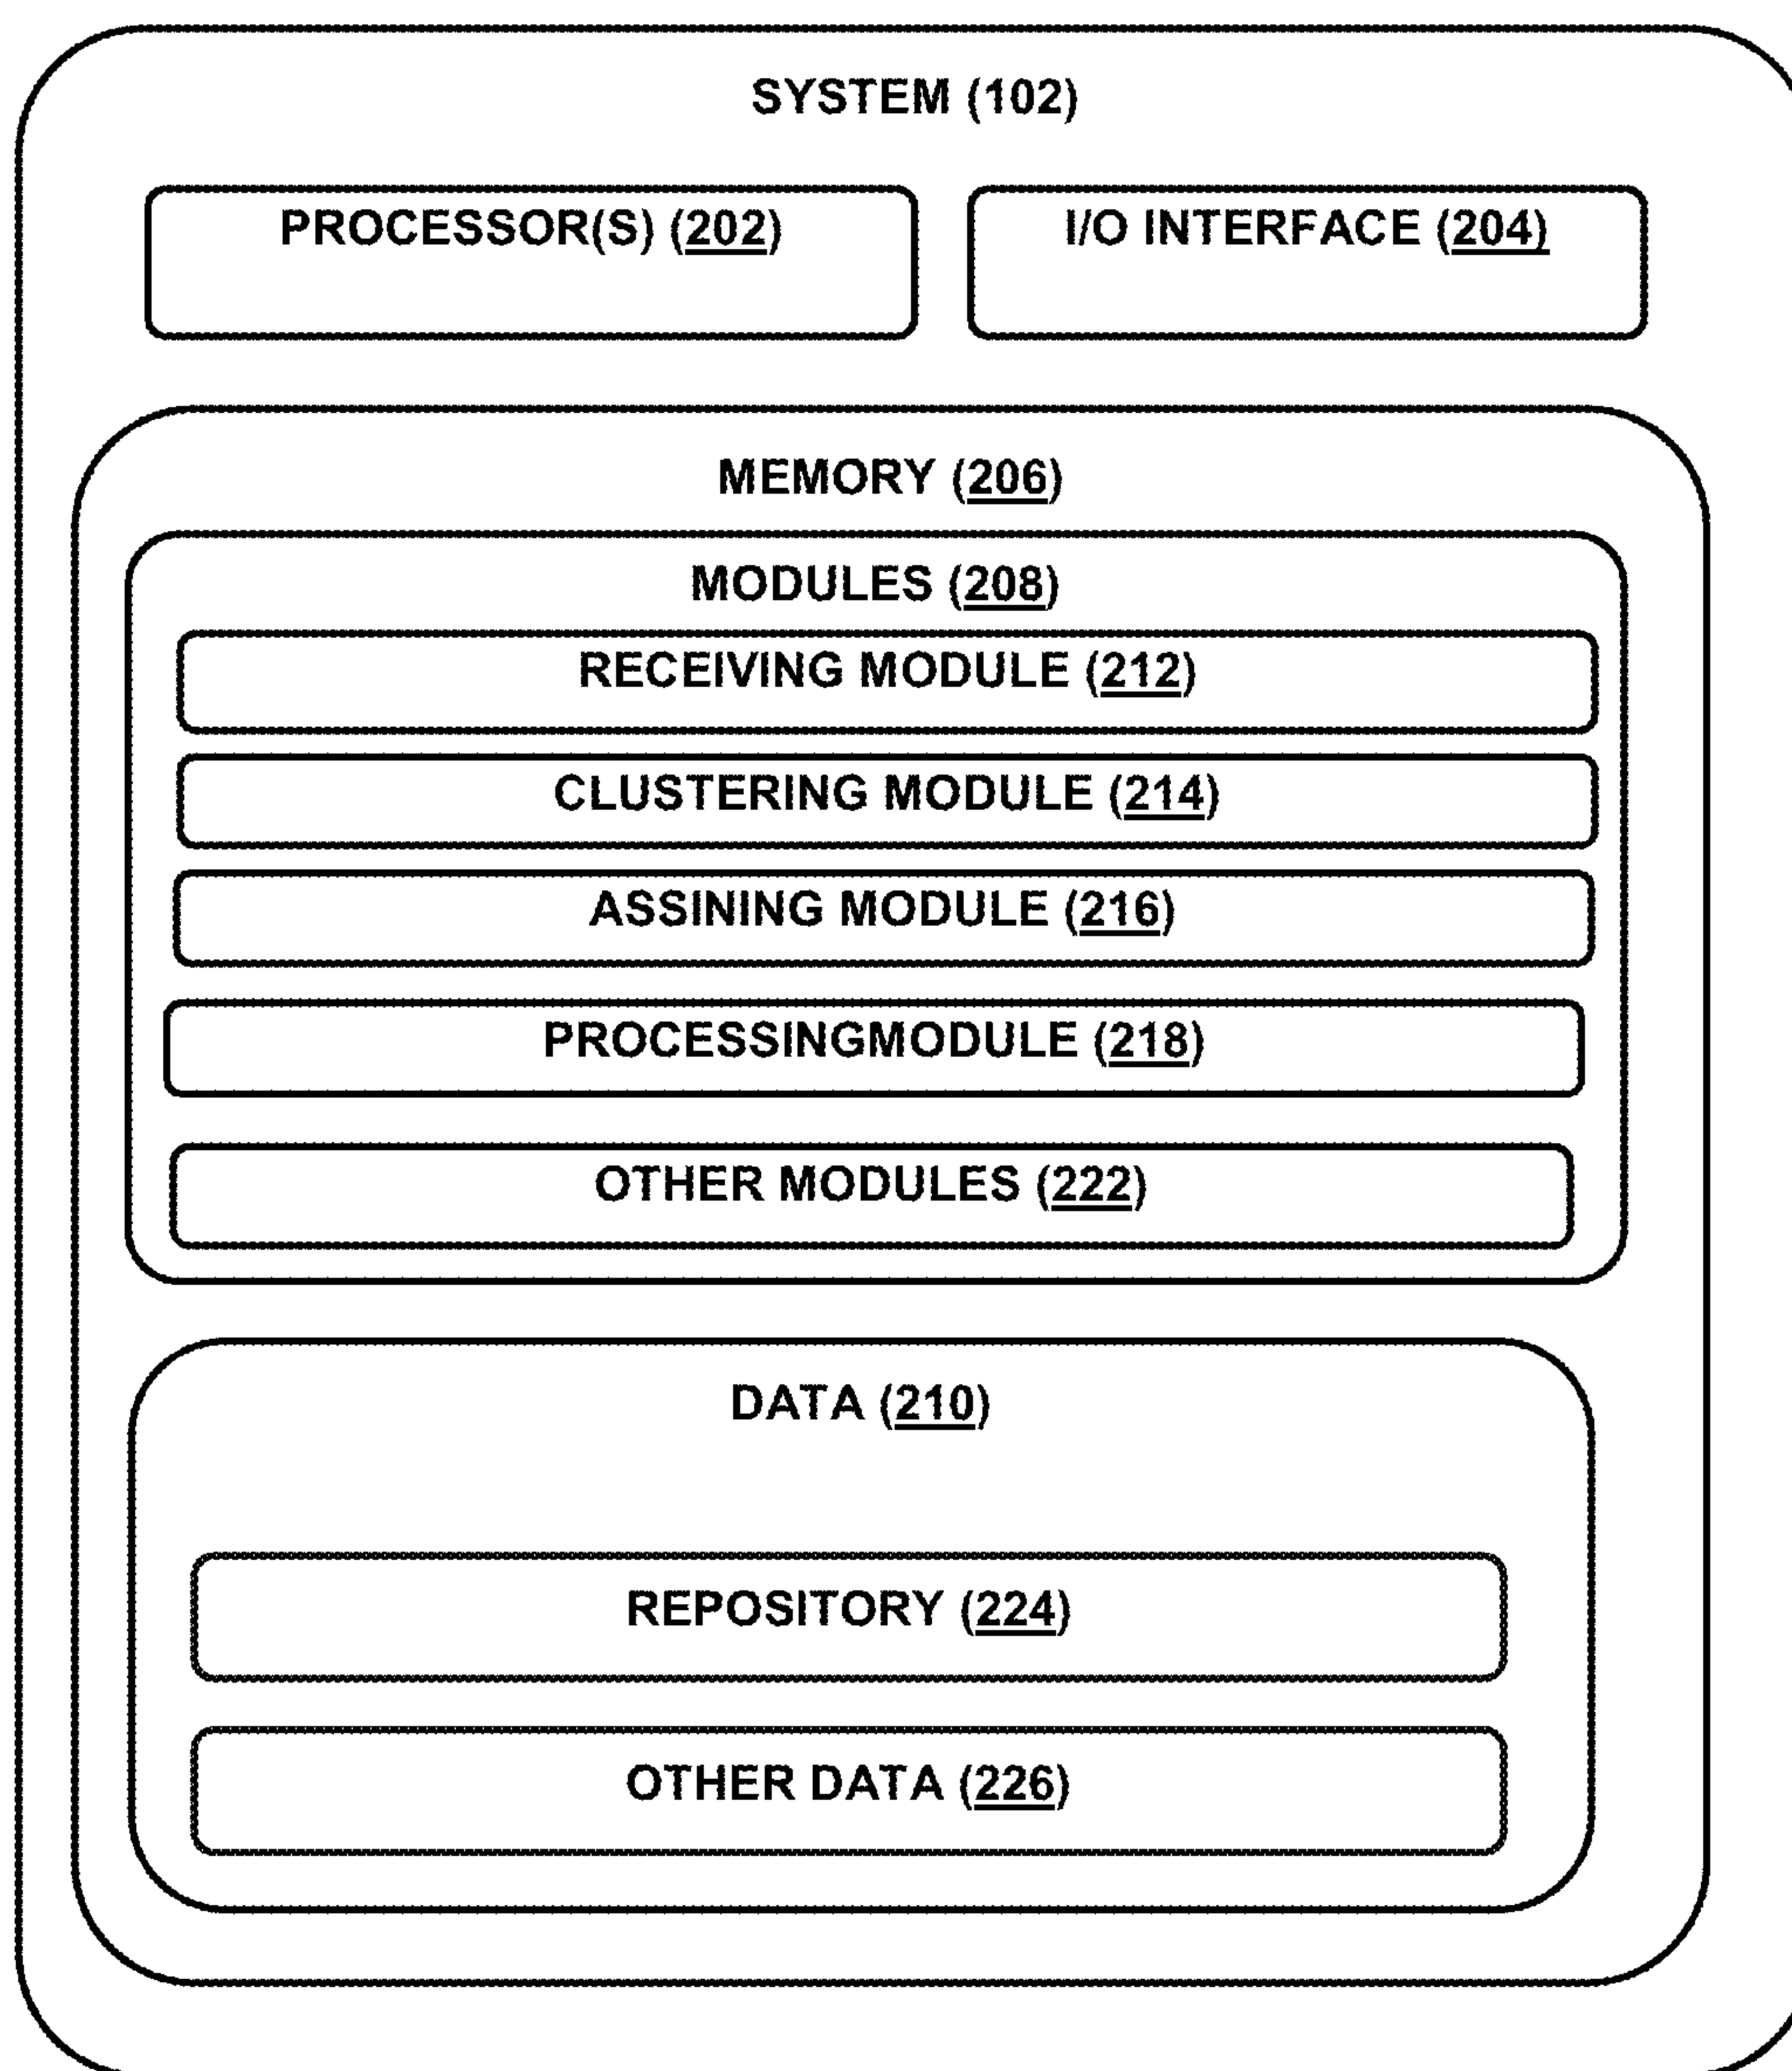 SYSTEM (102)
PROCESSOR(S) (202)
I/O INTERFACE (204)
MEMORY (206)
MODULES (208)
RECEIVING MODULE (212)
CLUSTERING MODULE (214)
ASSINING MODULE (216)
PROCESSINGMODULE (218)
OTHER MODULES (222)
DATA (210)
REPOSITORY (224)
OTHER DATA (226)